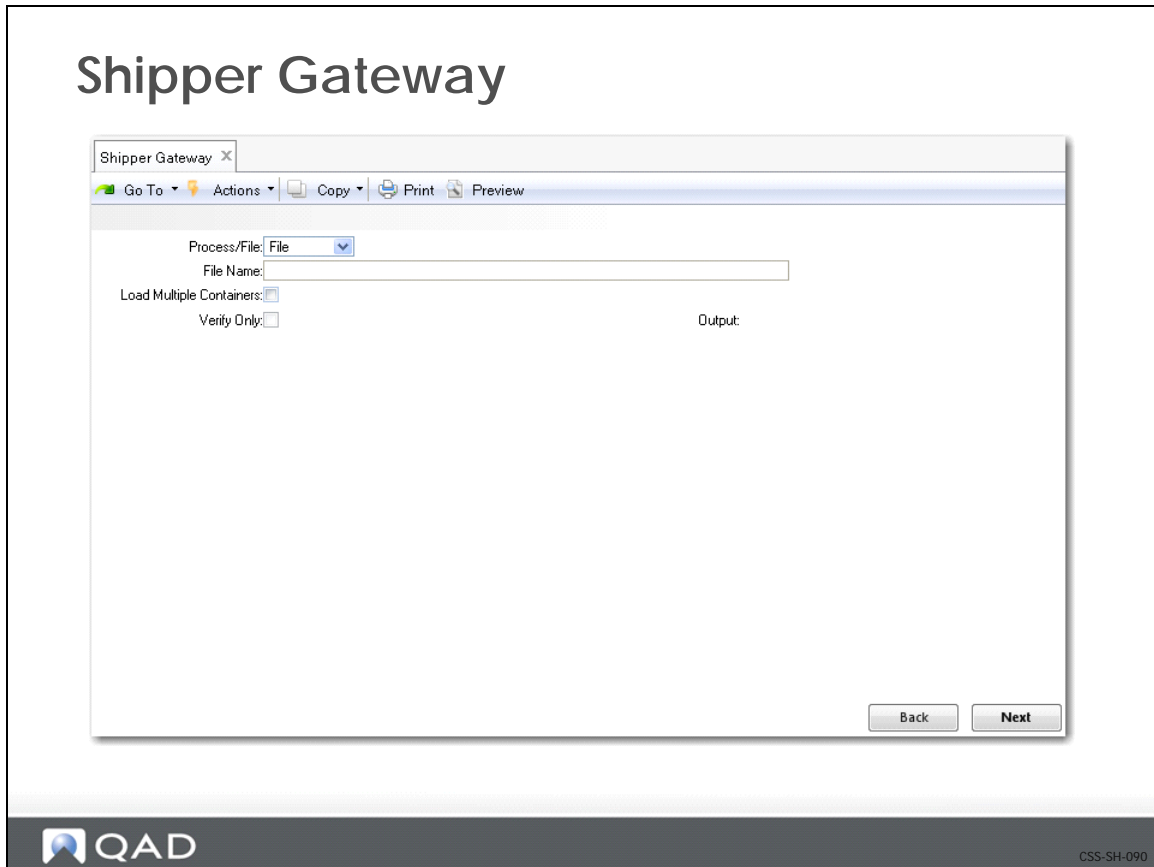 Shipper Gateway
Shipper Gateway X
Go To Actions Copy Print Preview
Process/File: File
File Name:
Load Multiple Containers:
Verify Only: Output:
Back Next
QAD
CSS-SH-090